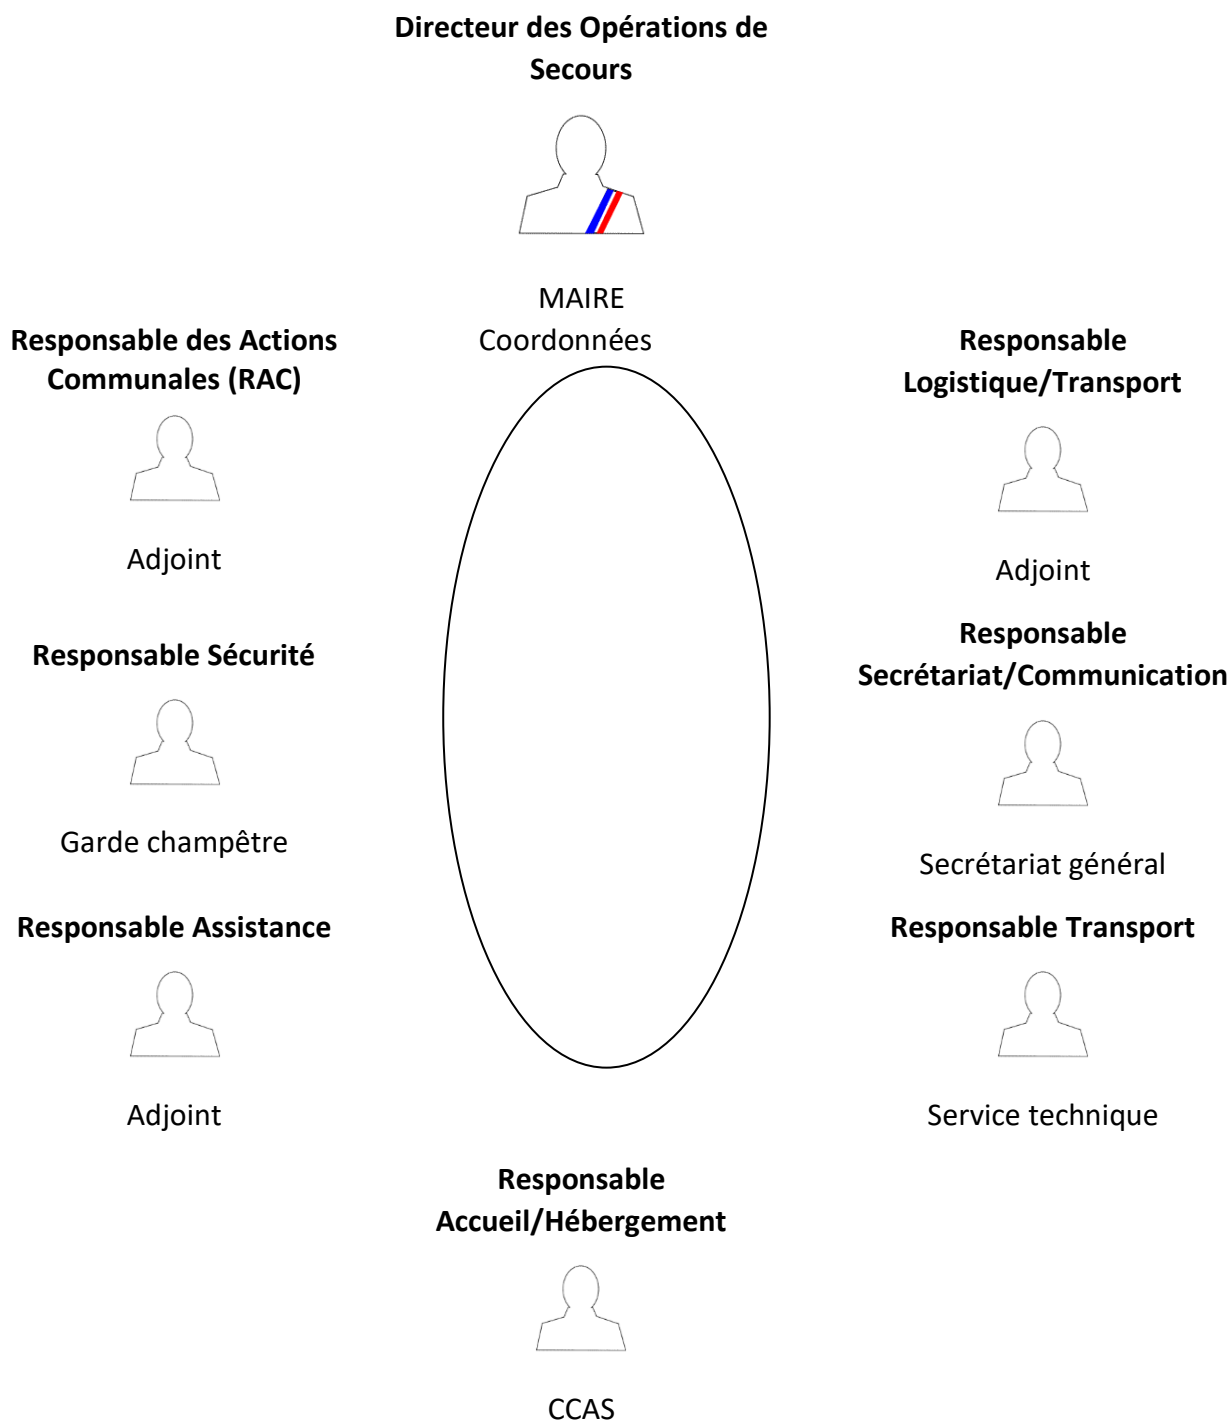 Directeur des Opérations de
Secours
MAIRE
Coordonnées
Responsable des Actions
Communales (RAC)
Adjoint
Responsable
Logistique/Transport
Adjoint
Responsable Sécurité
Garde champêtre
Responsable
Secrétariat/Communication
Secrétariat général
Responsable Assistance
Adjoint
Responsable Transport
Service technique
Responsable
Accueil/Hébergement
CCAS